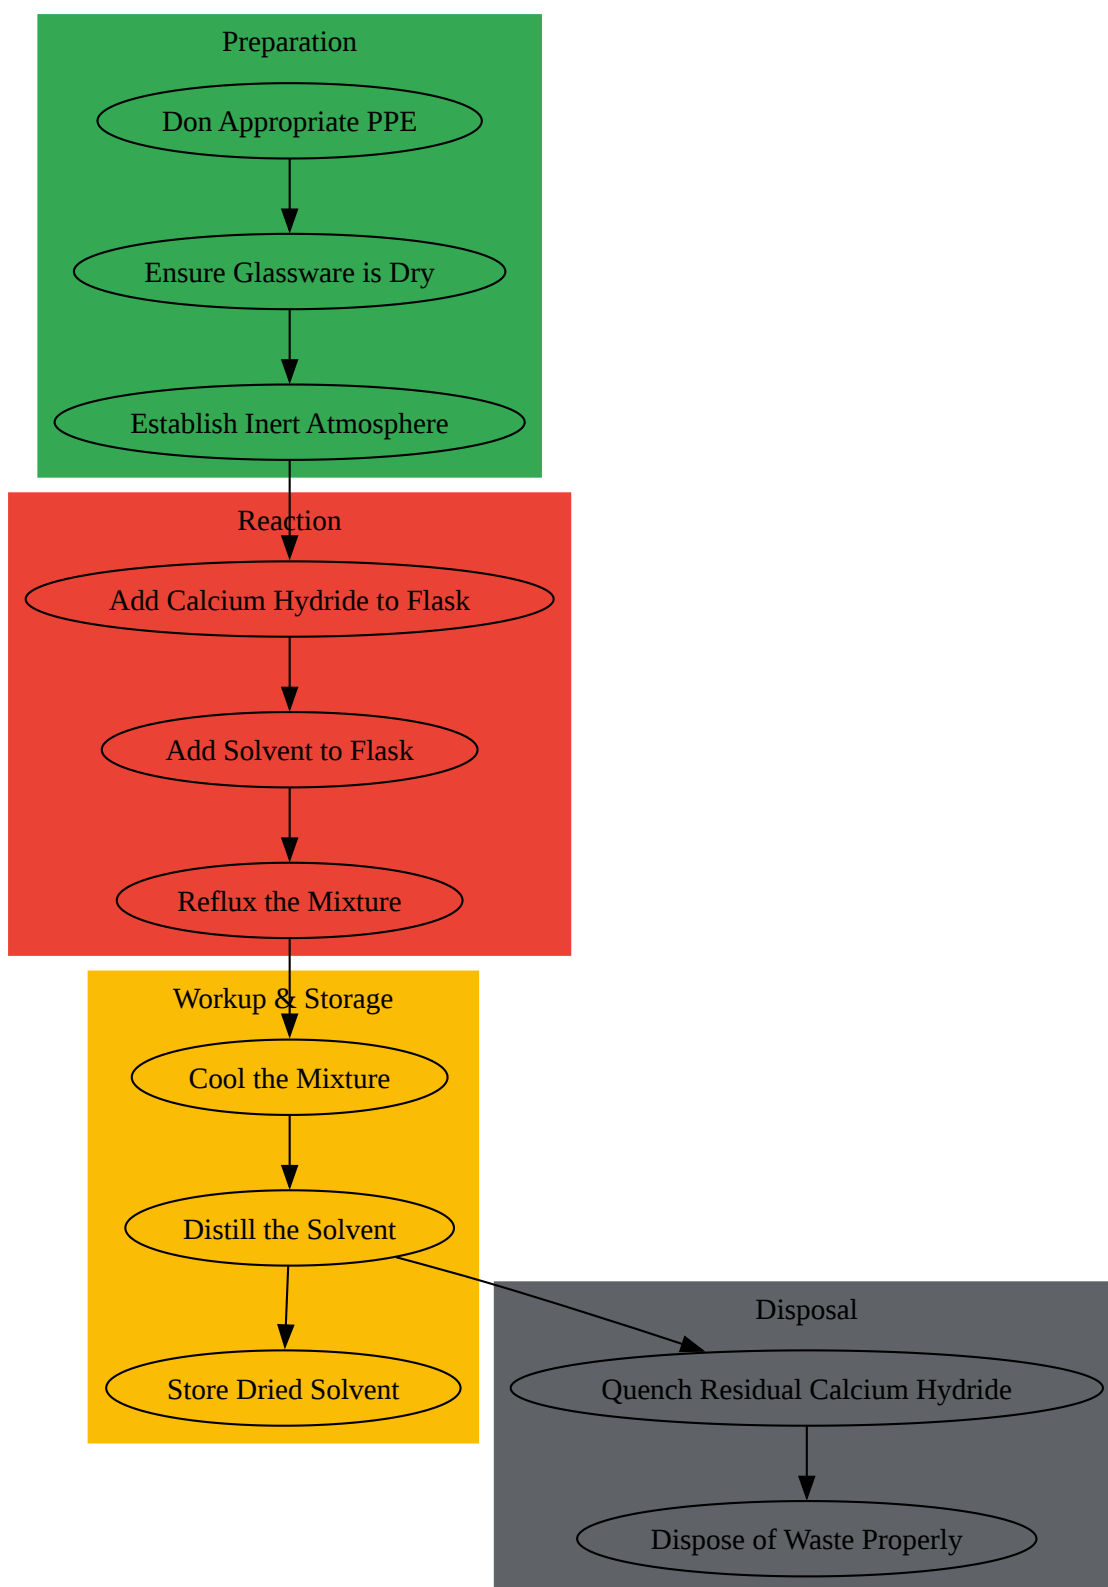 Preparation
Don Appropriate PPE
Ensure Glassware is Dry
Establish Inert Atmosphere
Reaction
Add Calcium Hydride to Flask
Add Solvent to Flask
Reflux the Mixture
Workup & Storage
Cool the Mixture
Distill the Solvent
Disposal
Store Dried Solvent
Quench Residual Calcium Hydride
Dispose of Waste Properly